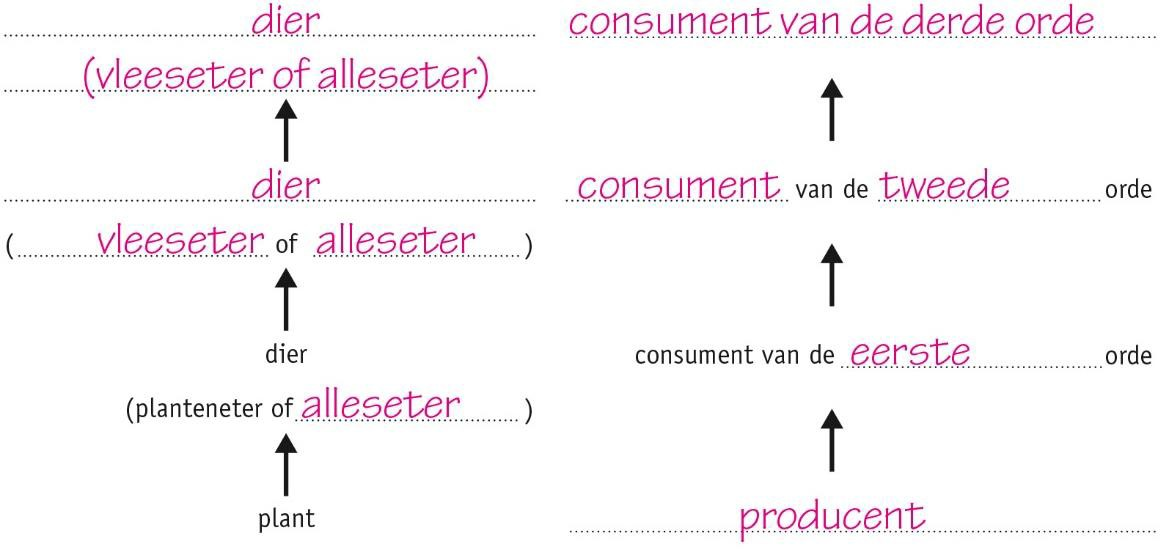 dier
(vleeseter of alleseter)
dier
(vleeseter of alleseter)
dier
(planteneter of alleseter)
plant
consument van de derde orde
consument van de tweede orde
consument van de eerste orde
producent